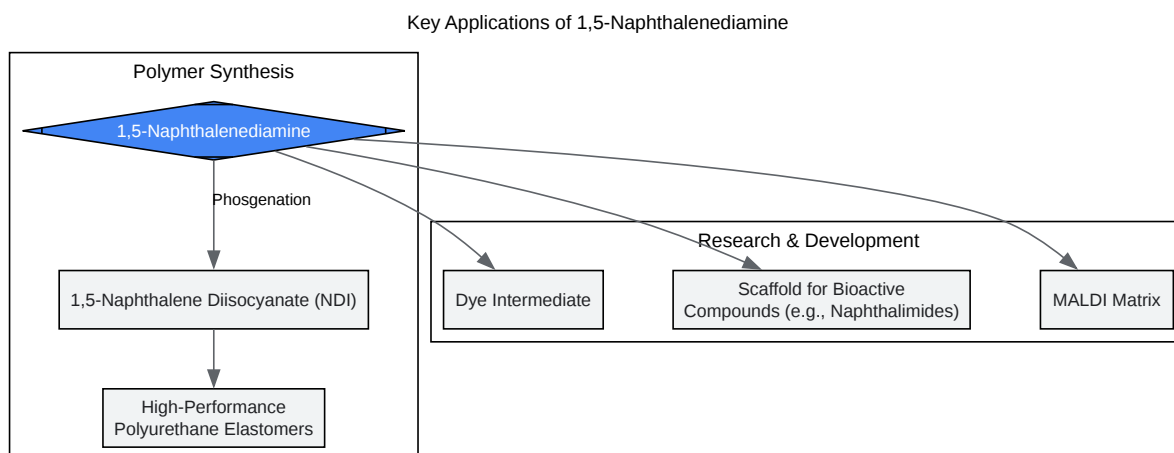 Key Applications of 1,5-Naphthalenediamine
Polymer Synthesis
1,5-Naphthalenediamine
Phosgenation
1,5-Naphthalene Diisocyanate (NDI)
High-Performance
Polyurethane Elastomers
Research & Development
Dye Intermediate
Scaffold for Bioactive
Compounds (e.g., Naphthalimides)
MALDI Matrix